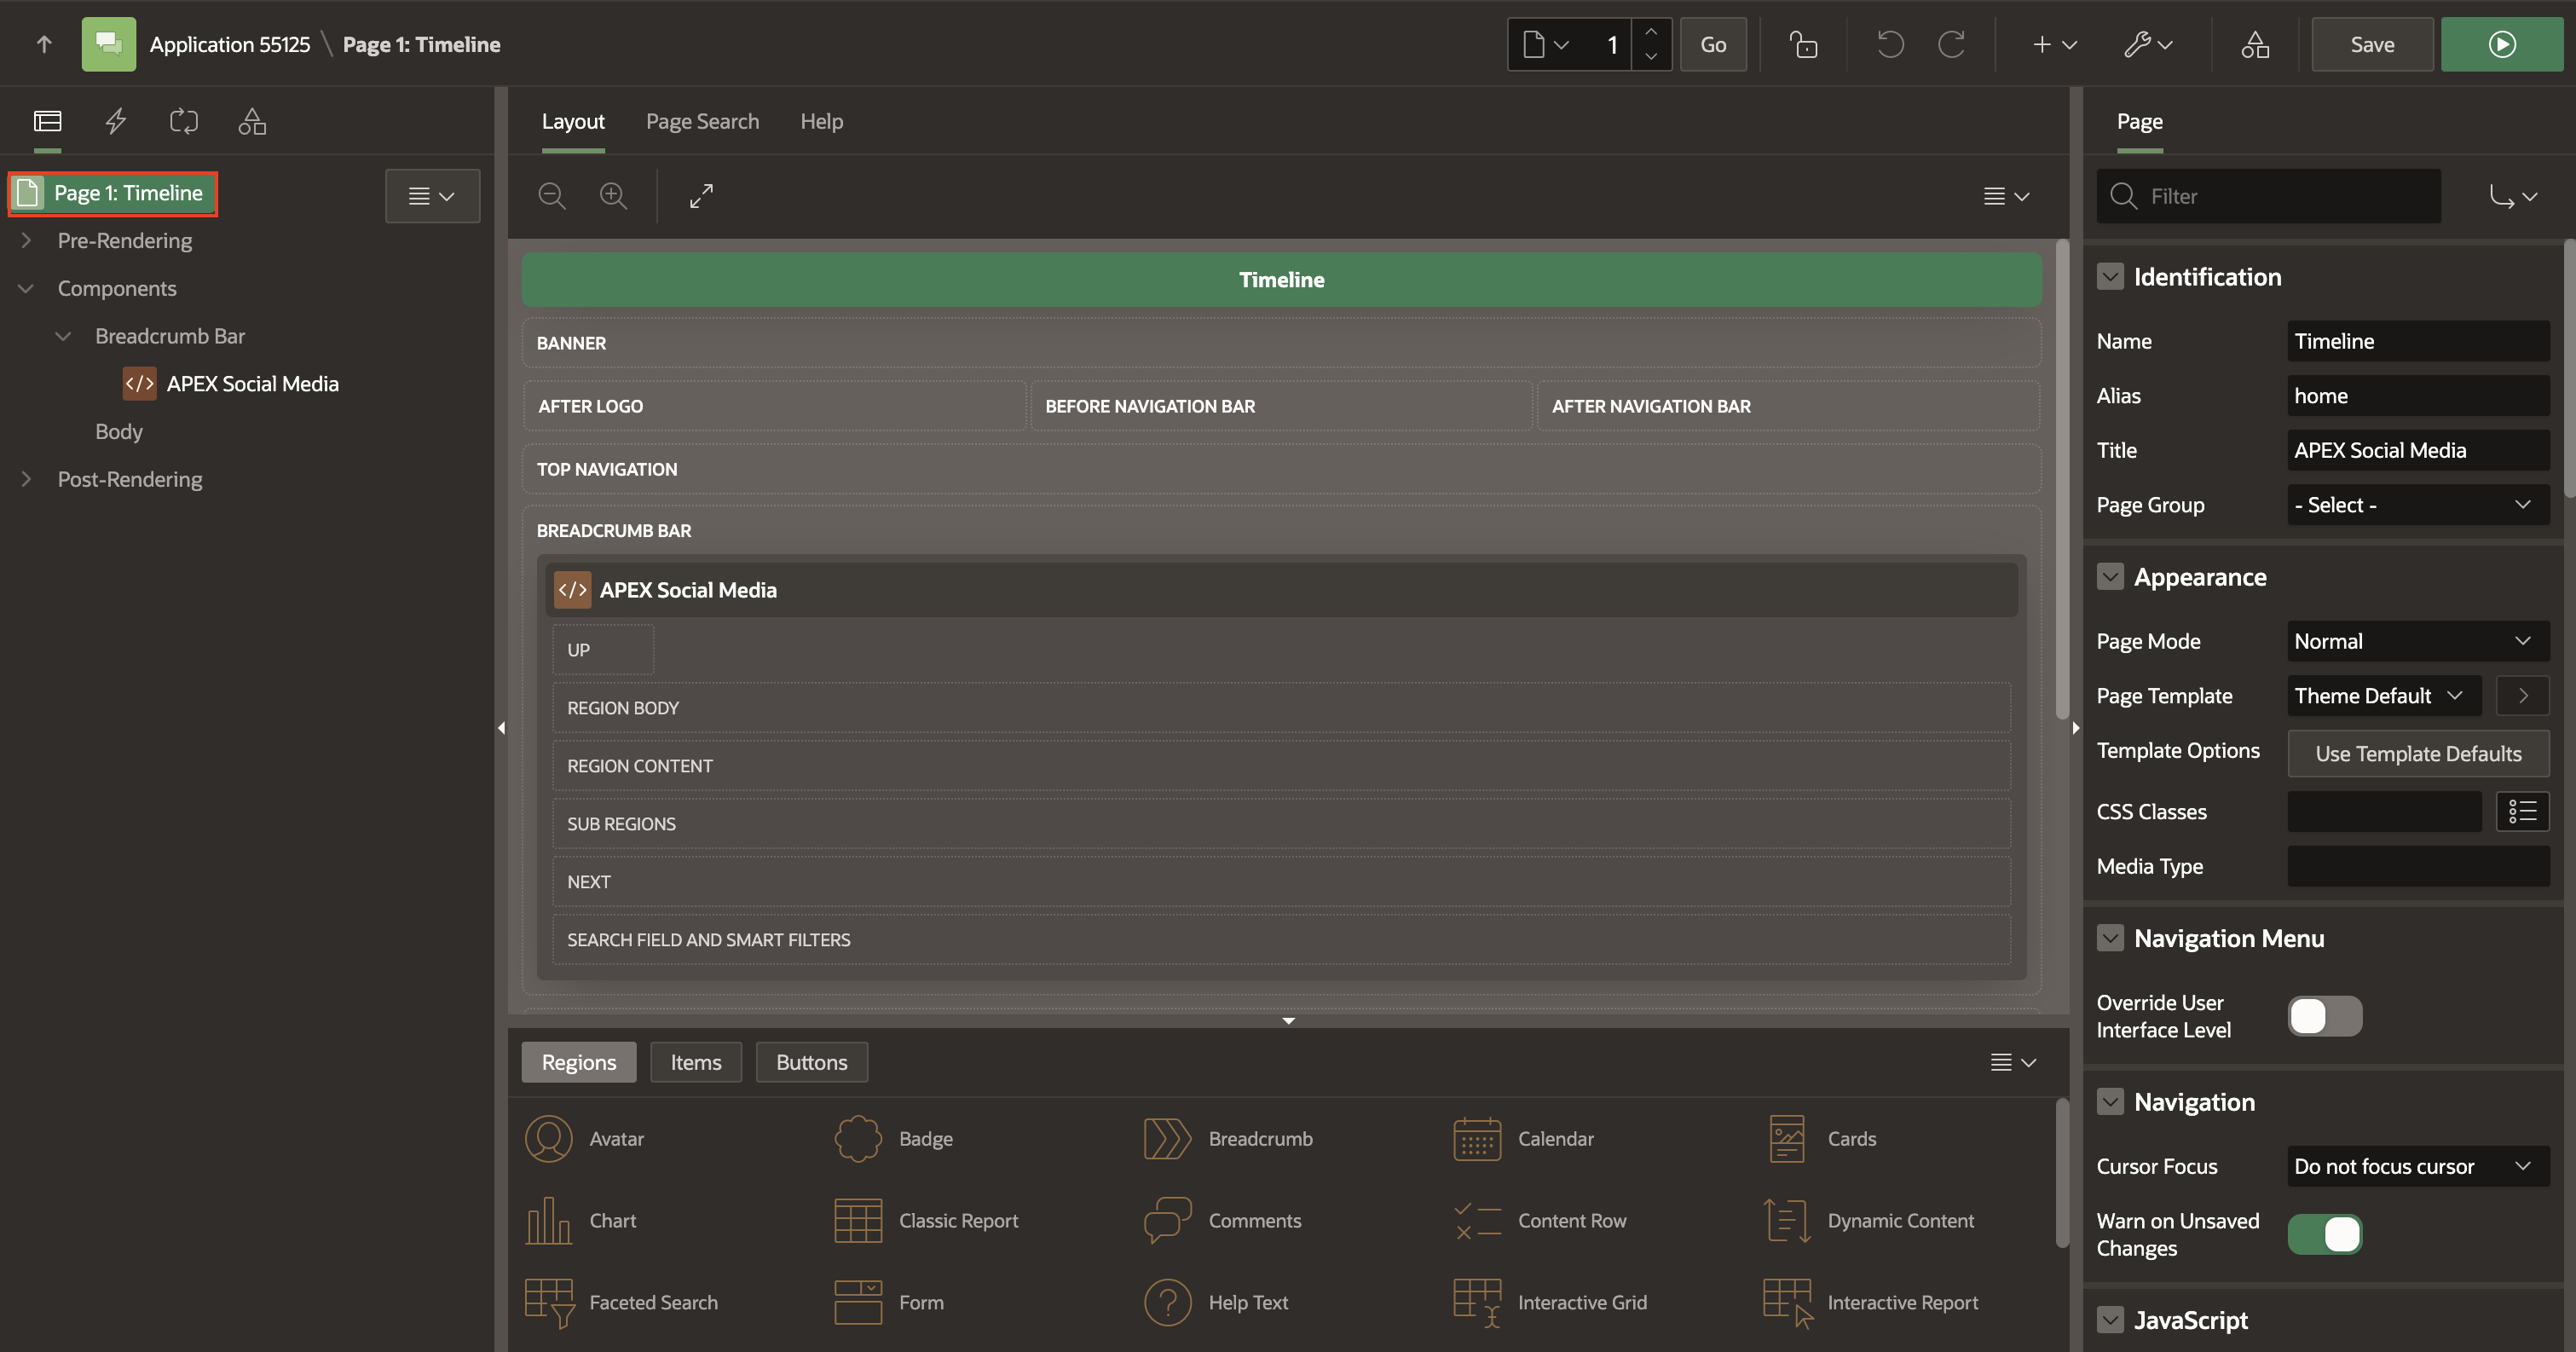 Application 55125 \ Page 1: Timeline
1
Go
Save
Layout
Page Search
Help
Page
Page 1: Timeline
Filter
Pre-Rendering
Components
Breadcrumb Bar
</> APEX Social Media
Body
Post-Rendering
Timeline
BANNER
AFTER LOGO
BEFORE NAVIGATION BAR
AFTER NAVIGATION BAR
TOP NAVIGATION
BREADCRUMB BAR
</> APEX Social Media
UP
REGION BODY
REGION CONTENT
SUB REGIONS
NEXT
SEARCH FIELD AND SMART FILTERS
Regions
Items
Buttons
Avatar
Badge
Breadcrumb
Calendar
Cards
Chart
Classic Report
Comments
Content Row
Dynamic Content
Faceted Search
Form
Help Text
Interactive Grid
Interactive Report
Identification
Name
Timeline
Alias
home
Title
APEX Social Media
Page Group
- Select -
Appearance
Page Mode
Normal
Page Template
Theme Default
Template Options
Use Template Defaults
CSS Classes
Media Type
Navigation Menu
Override User
Interface Level
Navigation
Cursor Focus
Do not focus cursor
Warn on Unsaved
Changes
JavaScript